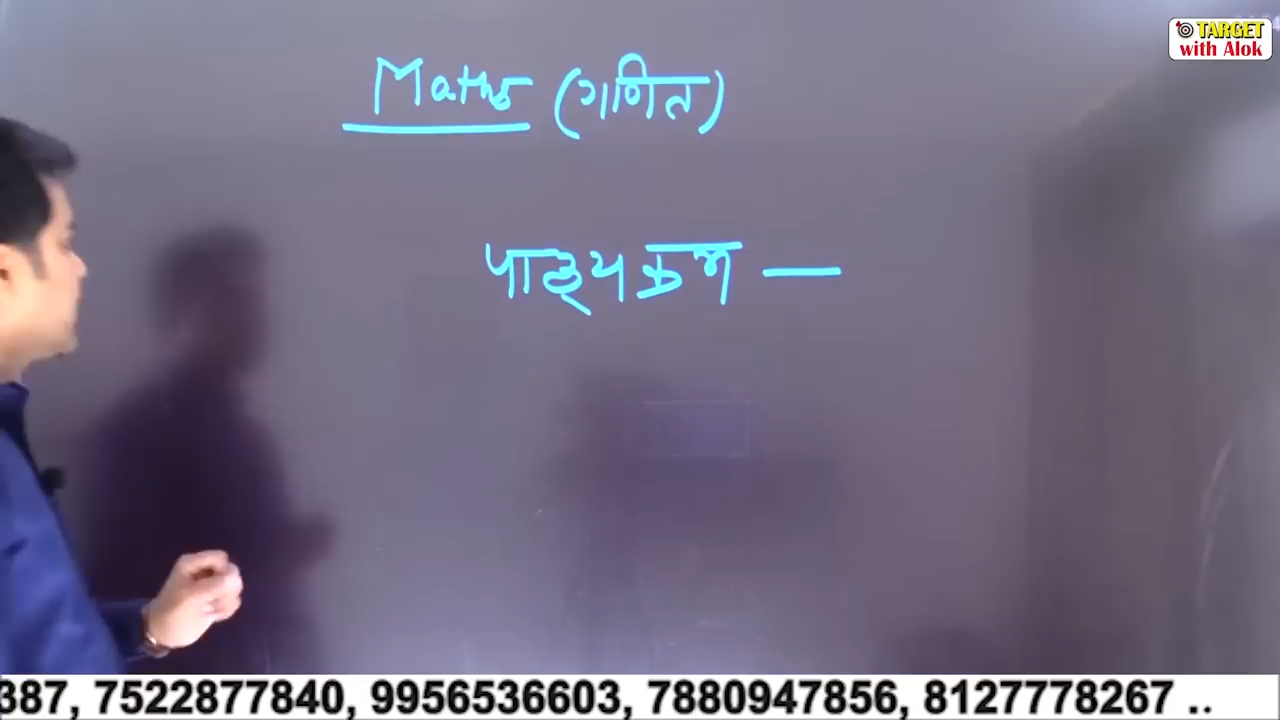 TARGET
with Alok
Maths (गणित)
पाठ्यक्रम —
387, 7522877840, 9956536603, 7880947856, 8127778267 ..